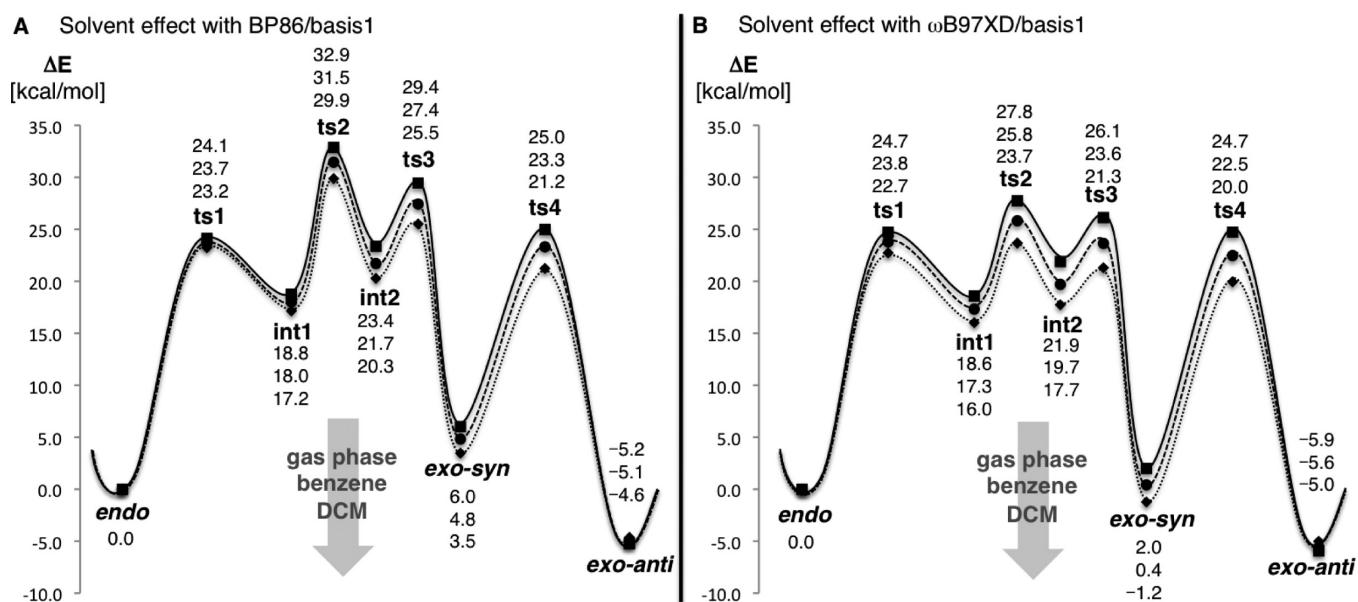 A Solvent effect with BP86/basis1
ΔE
[kcal/mol]
35.0
30.0
25.0
20.0
15.0
10.0
5.0
0.0
-5.0
-10.0
endo
0.0
24.1
23.7
23.2
ts1
int1
18.8
18.0
17.2
32.9
31.5
29.9
ts2
int2
23.4
21.7
20.3
29.4
27.4
25.5
ts3
gas phase
benzene
DCM
exo-syn
6.0
4.8
3.5
25.0
23.3
21.2
ts4
−5.2
−5.1
−4.6
exo-anti
B Solvent effect with ωB97XD/basis1
ΔE
[kcal/mol]
35.0
30.0
25.0
20.0
15.0
10.0
5.0
0.0
-5.0
-10.0
endo
0.0
24.7
23.8
22.7
ts1
int1
18.6
17.3
16.0
27.8
25.8
23.7
ts2
int2
21.9
19.7
17.7
26.1
23.6
21.3
ts3
gas phase
benzene
DCM
exo-syn
2.0
0.4
−1.2
24.7
22.5
20.0
ts4
−5.9
−5.6
−5.0
exo-anti